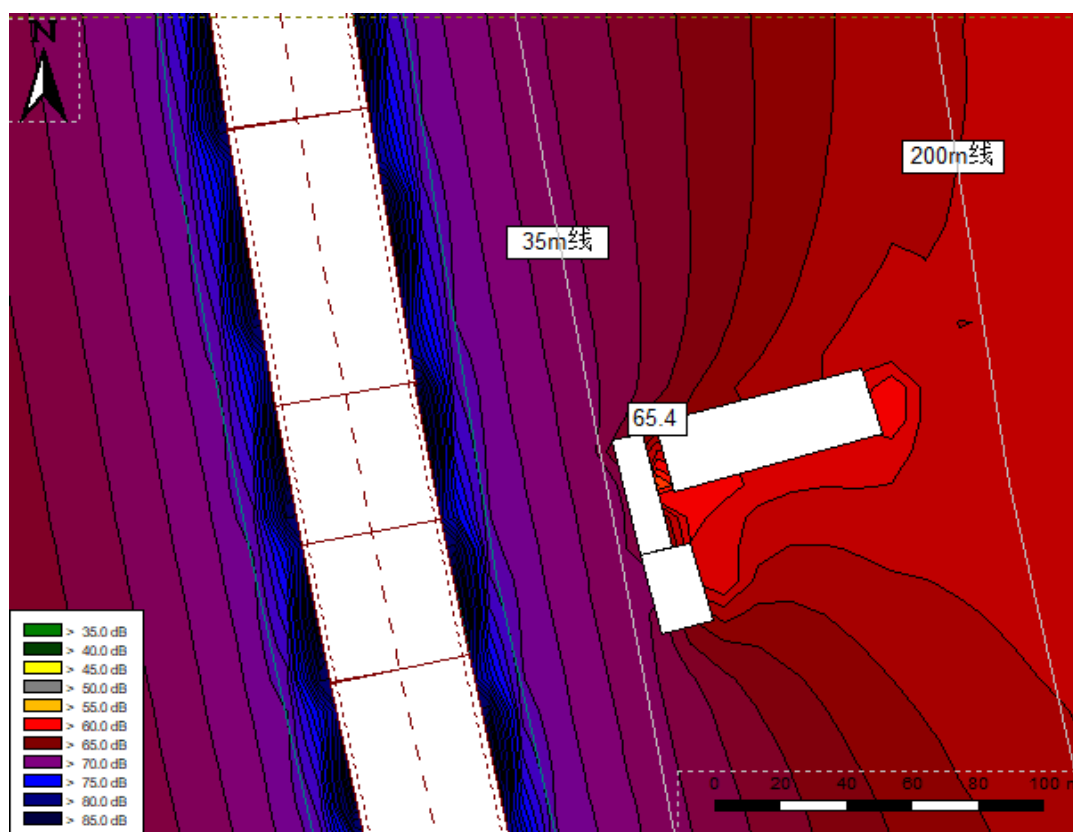 N
200m线
35m线
65.4
> 35.0 dB
> 40.0 dB
> 45.0 dB
> 50.0 dB
> 55.0 dB
> 60.0 dB
> 65.0 dB
> 70.0 dB
> 75.0 dB
> 80.0 dB
> 85.0 dB
0 20 40 60 80 100